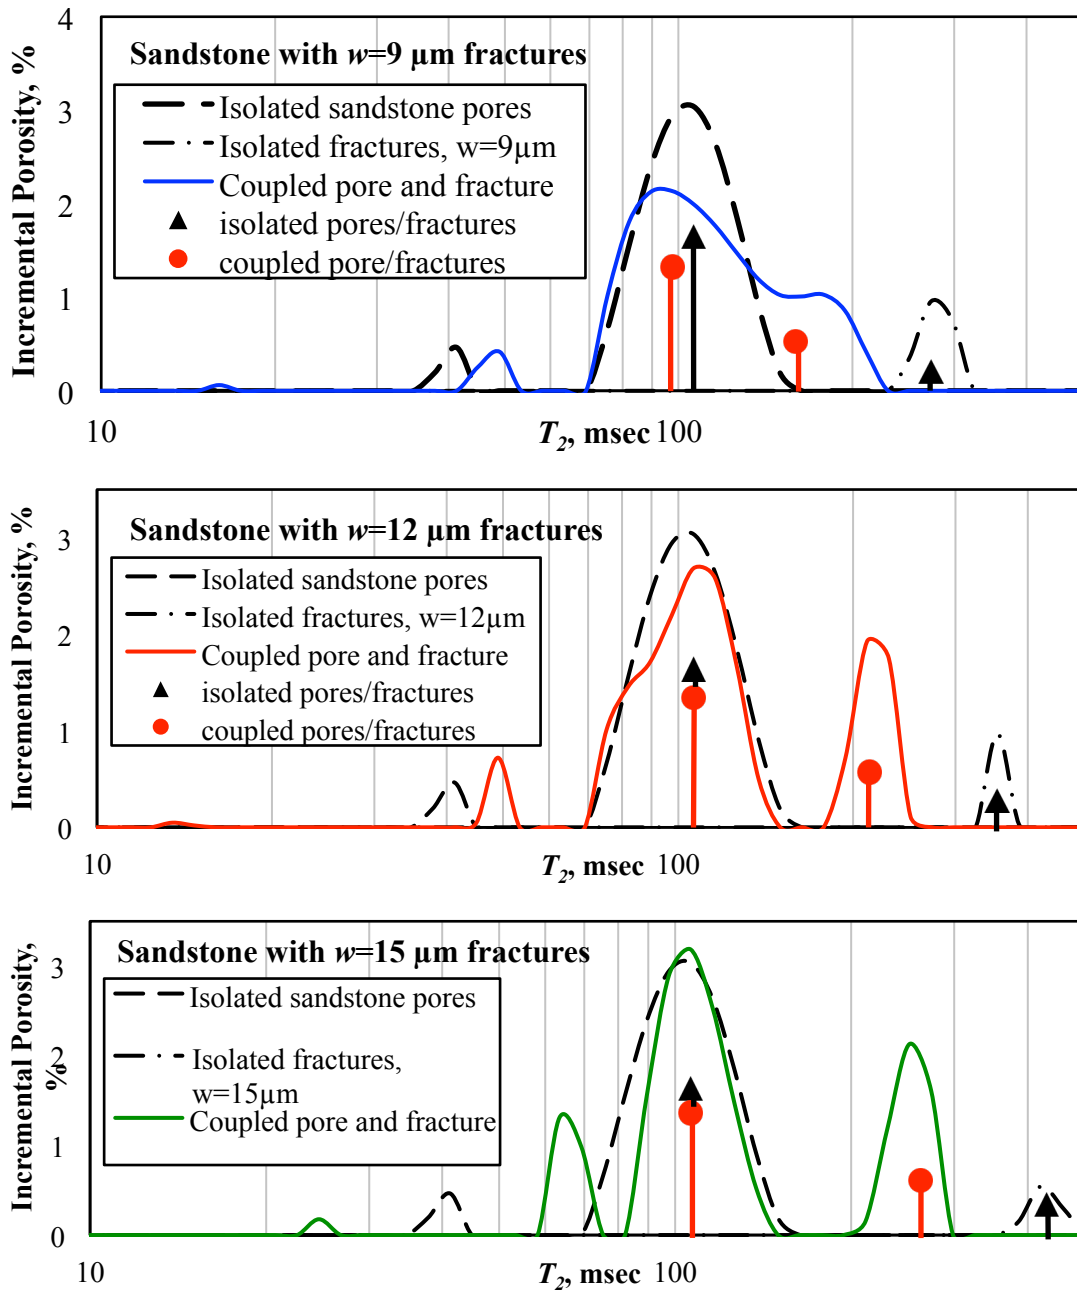 4
Sandstone with w=9 µm fractures
Isolated sandstone pores
Isolated fractures, w=9µm
Coupled pore and fracture
isolated pores/fractures
coupled pore/fractures
3
2
1
0
Incremental Porosity, %
10
T2, msec
100
Sandstone with w=12 µm fractures
Isolated sandstone pores
Isolated fractures, w=12µm
Coupled pore and fracture
isolated pores/fractures
coupled pores/fractures
3
2
1
0
Incremental Porosity, %
10
T2, msec
100
Sandstone with w=15 µm fractures
Isolated sandstone pores
Isolated fractures,
w=15µm
Coupled pore and fracture
3
2
1
0
Incremental Porosity,
%
10
T2, msec
100